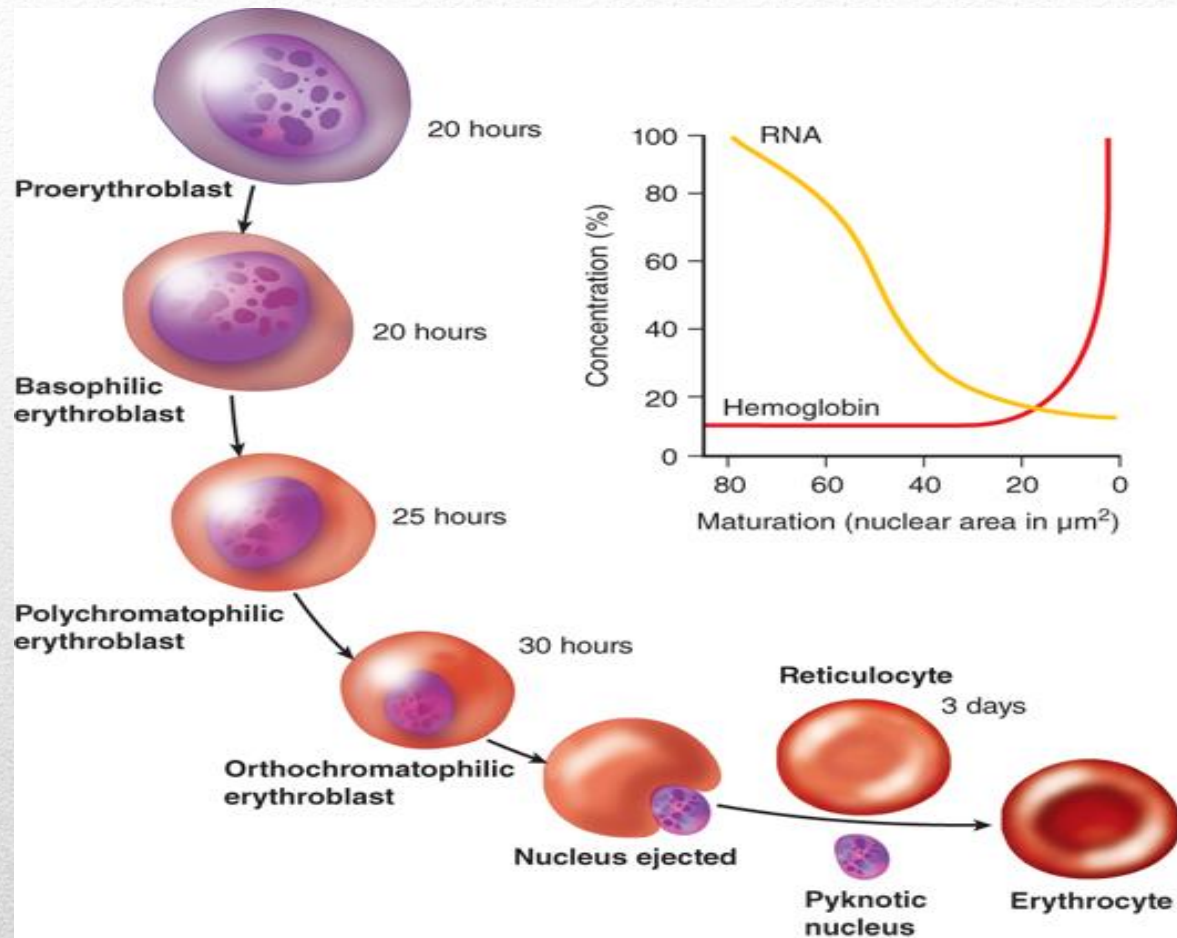 20 hours
Proerythroblast
20 hours
Basophilic
erythroblast
25 hours
Polychromatophilic
erythroblast
30 hours
Orthochromatophilic
erythroblast
Nucleus ejected
Reticulocyte
3 days
Pyknotic
nucleus
Erythrocyte
Concentration (%)
100
80
60
40
20
0
RNA
Hemoglobin
80 60 40 20 0
Maturation (nuclear area in µm²)